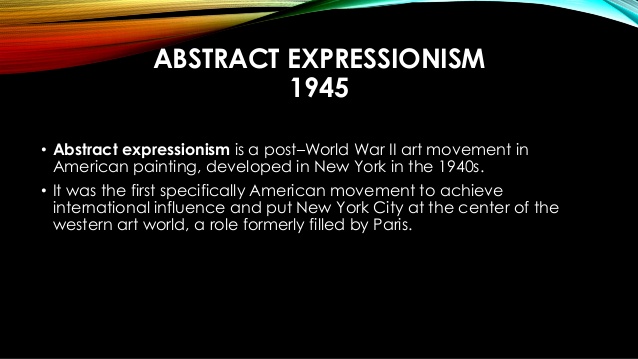 ABSTRACT EXPRESSIONISM
1945
• Abstract expressionism is a post–World War II art movement in
American painting, developed in New York in the 1940s.
• It was the first specifically American movement to achieve
international influence and put New York City at the center of the
western art world, a role formerly filled by Paris.